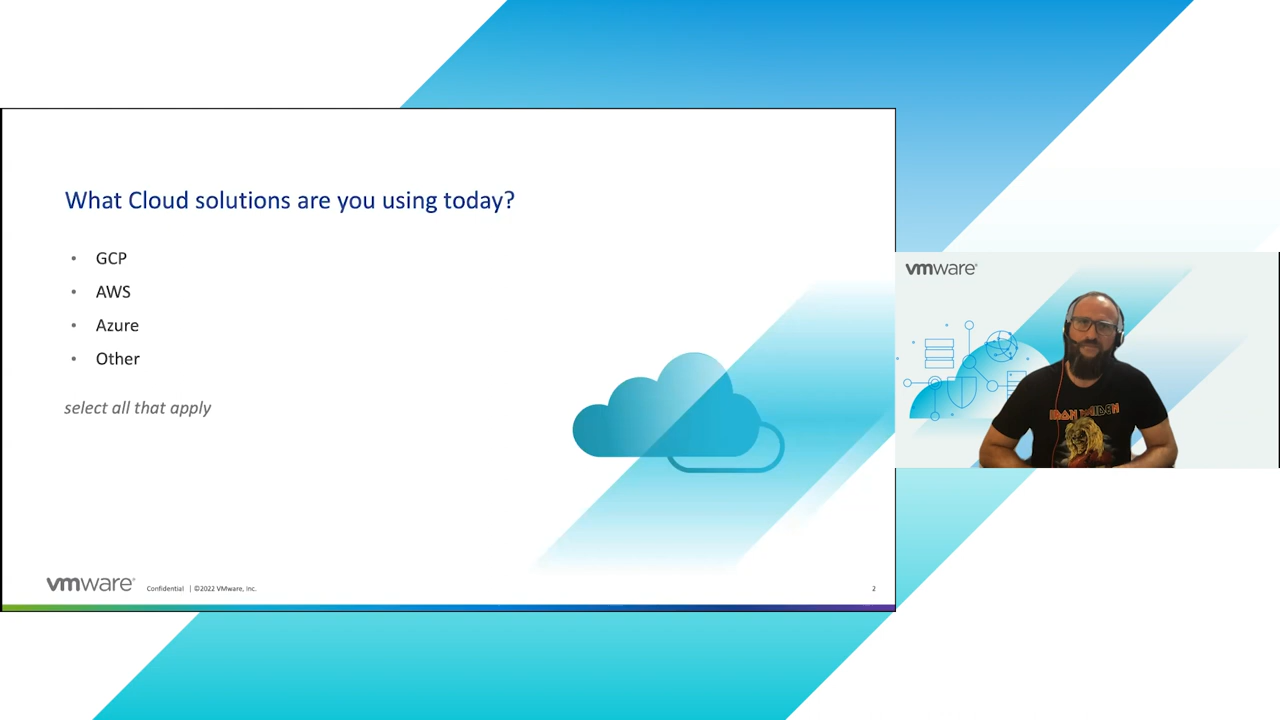 What Cloud solutions are you using today?
• GCP
• AWS
• Azure
• Other
select all that apply
vmware®
Confidential | ©2022 VMware, Inc.
2
vmware®
IRON MAIDEN